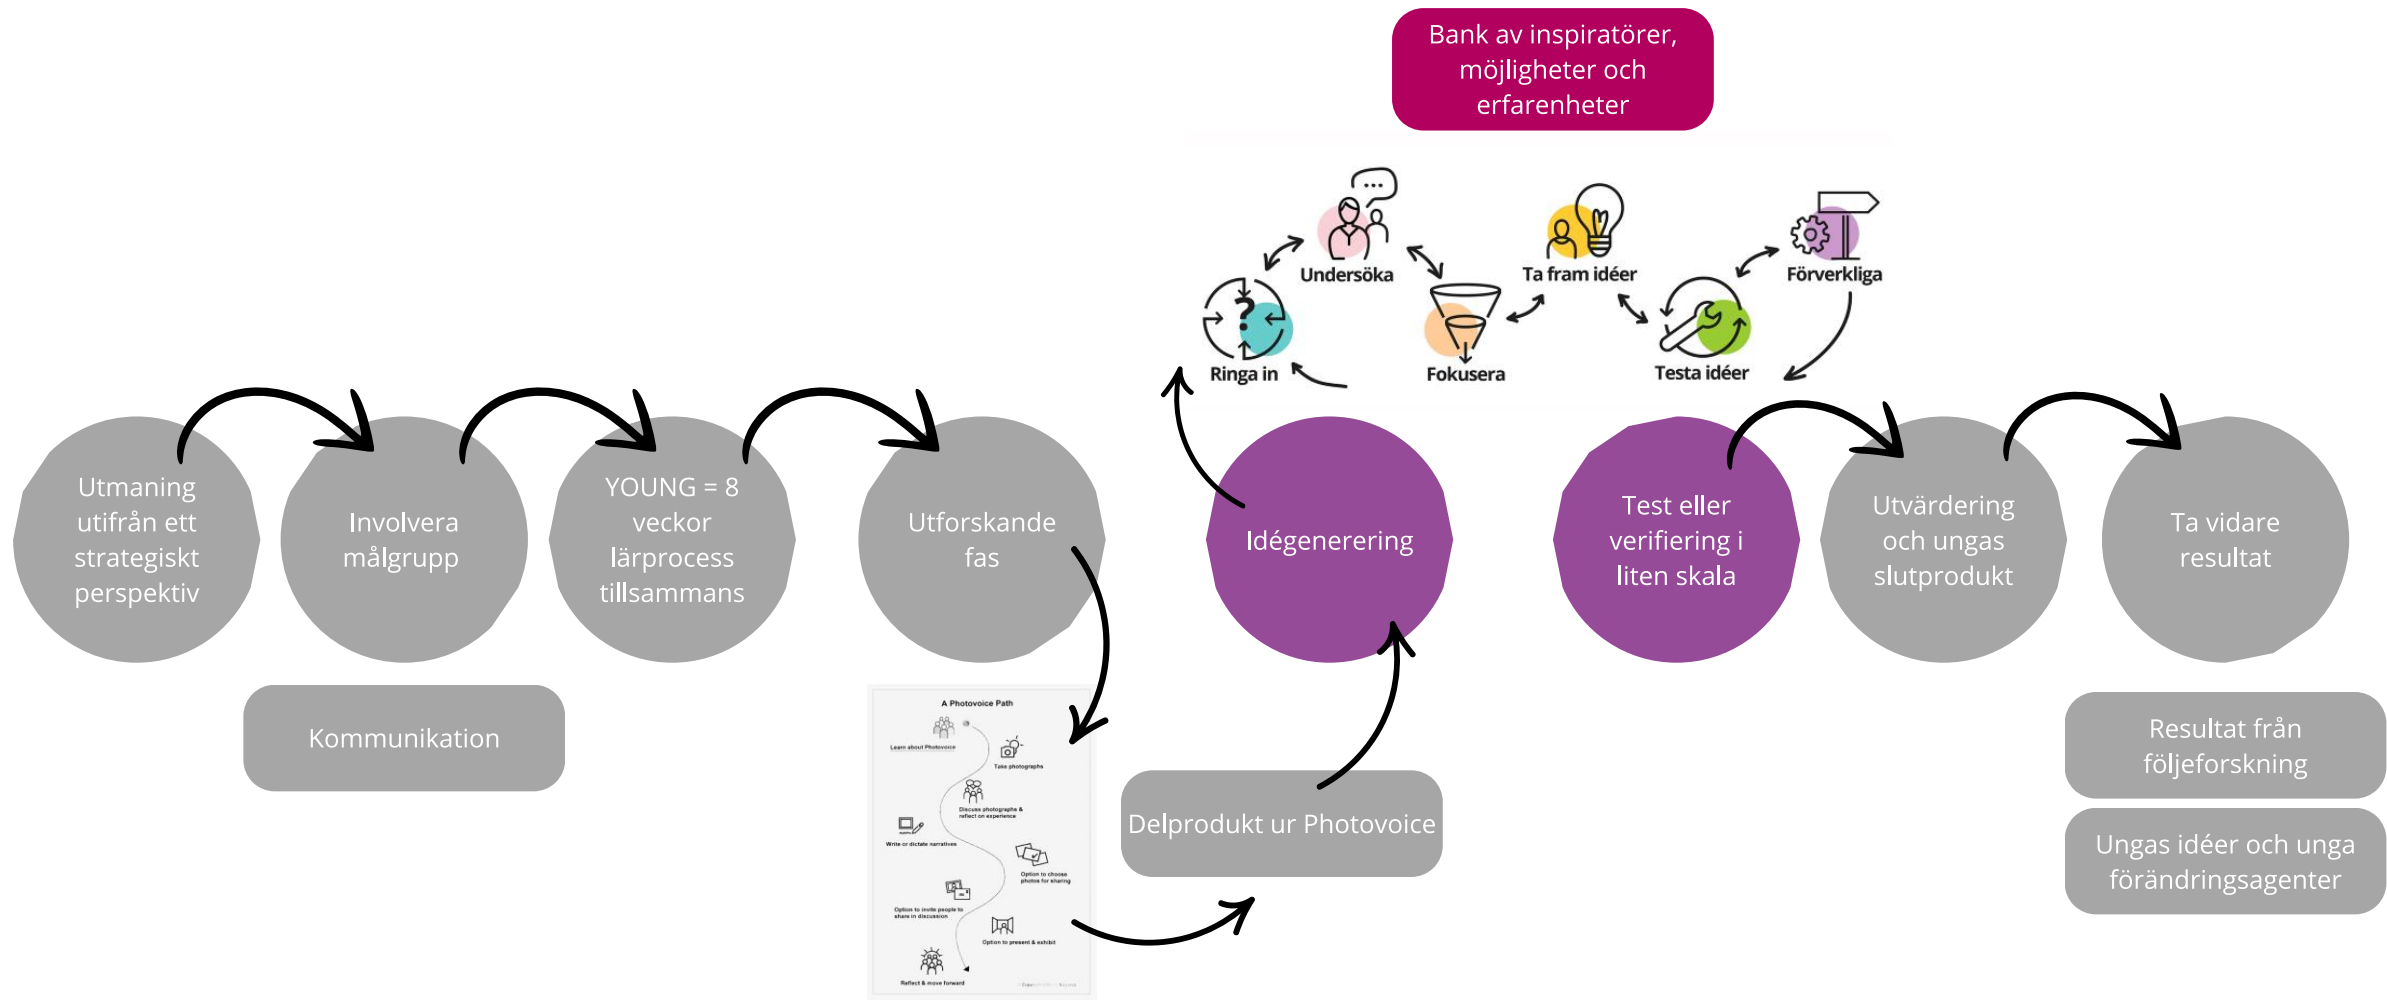 Bank av inspiratörer,
möjligheter och
erfarenheter
Undersöka
Ta fram idéer
Förverkliga
Ringa in
?
Fokusera
Testa idéer
Utmaning
utifrån ett
strategiskt
perspektiv
Involvera
målgrupp
YOUNG = 8
veckor
lärprocess
tillsammans
Utforskande
fas
Idégenerering
Test eller
verifiering i
liten skala
Utvärdering
och ungas
slutprodukt
Ta vidare
resultat
Kommunikation
A Photovoice Path
Learn about Photovoice
Take photographs
Discuss photographs &
reflect on experience
Write or dictate narratives
Option to choose
photos for sharing
Option to invite people to
share in discussion
Option to present & exhibit
Reflect & move forward
Delprodukt ur Photovoice
Resultat från
följeforskning
Ungas idéer och unga
förändringsagenter